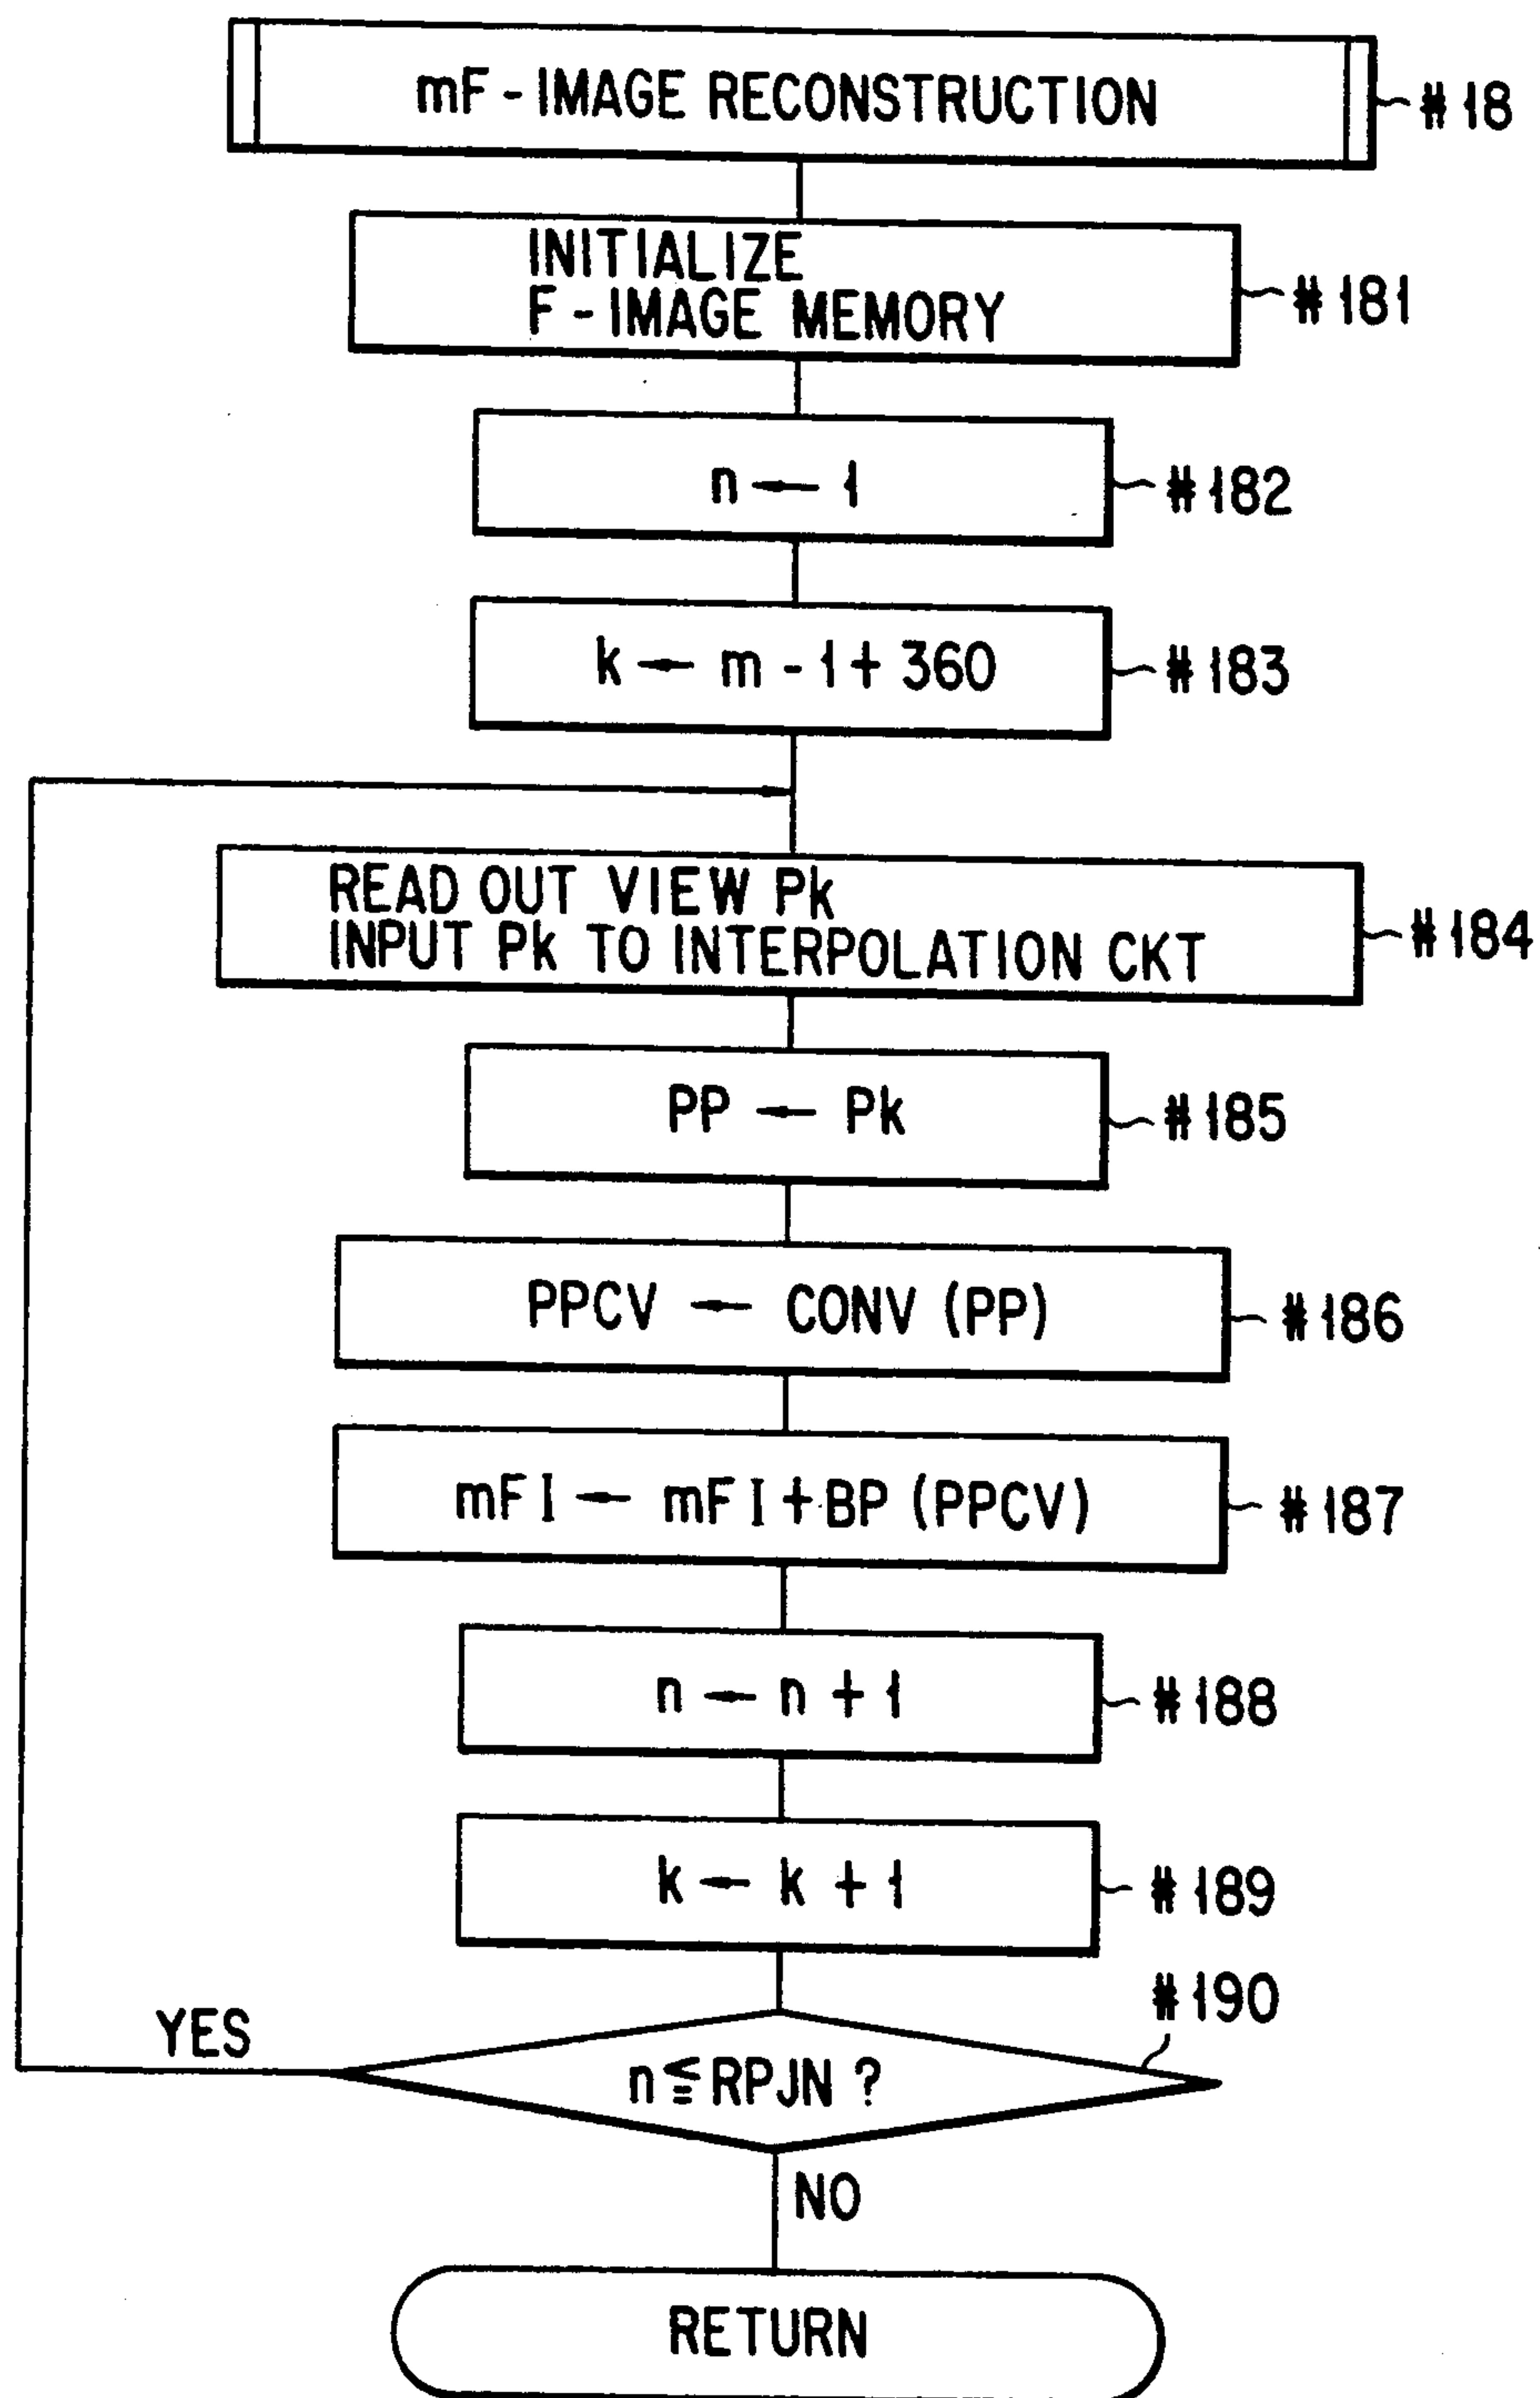 mF-IMAGE RECONSTRUCTION
#18
INITIALIZE
F-IMAGE MEMORY
#181
n ← 1
#182
k ← m - 1 + 360
#183
READ OUT VIEW Pk
INPUT Pk TO INTERPOLATION CKT
#184
PP ← Pk
#185
PPCV ← CONV (PP)
#186
mFI ← mFI + BP (PPCV)
#187
n ← n + 1
#188
k ← k + 1
#189
#190
YES
n ≦ RPJN ?
NO
RETURN